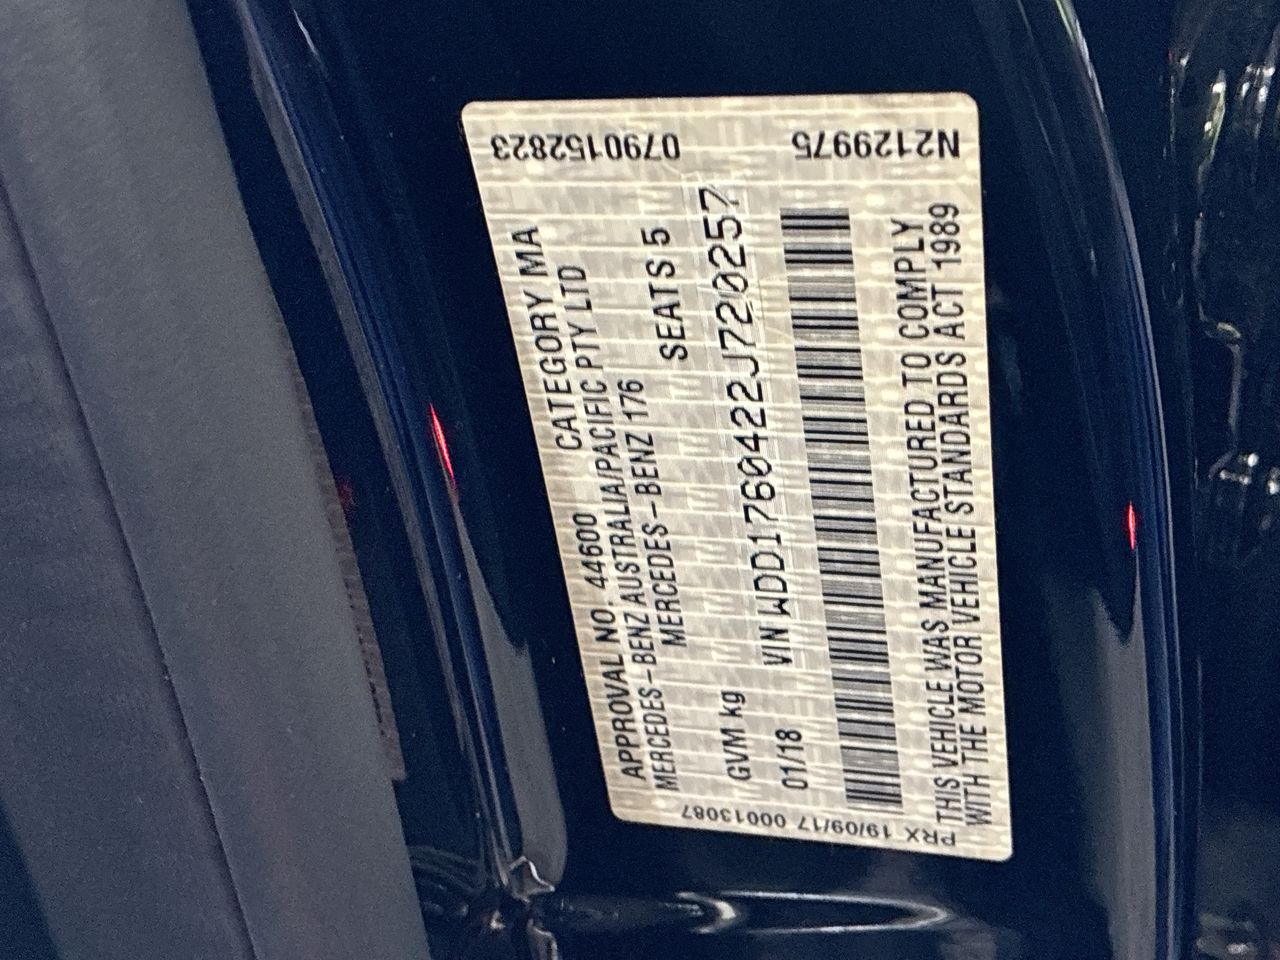 APPROVAL NO. 44600 CATEGORY MA
MERCEDES-BENZ AUSTRALIA/PACIFIC PTY LTD
MERCEDES-BENZ 176
SEATS 5
GVM kg
01/18 VIN WDD1760422J720257
THIS VEHICLE WAS MANUFACTURED TO COMPLY
WITH THE MOTOR VEHICLE STANDARDS ACT 1989
PRX 19/09/17 00013087
N2129975 0790152823